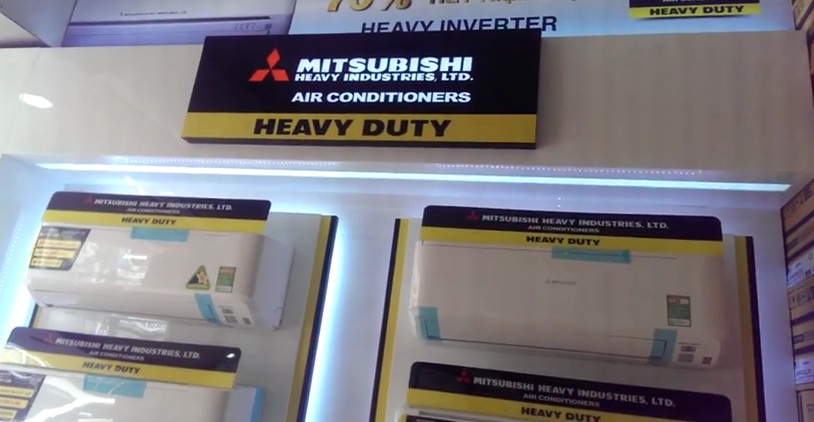 HEAVY DUTY
HEAVY INVERTER
MITSUBISHI
HEAVY INDUSTRIES, LTD.
AIR CONDITIONERS
HEAVY DUTY
MITSUBISHI HEAVY INDUSTRIES, LTD.
AIR CONDITIONERS
HEAVY DUTY
MITSUBISHI HEAVY INDUSTRIES, LTD.
AIR CONDITIONERS
HEAVY DUTY
MITSUBISHI HEAVY INDUSTRIES, LTD.
AIR CONDITIONERS
HEAVY DUTY
MITSUBISHI HEAVY INDUSTRIES, LTD.
AIR CONDITIONERS
HEAVY DUTY